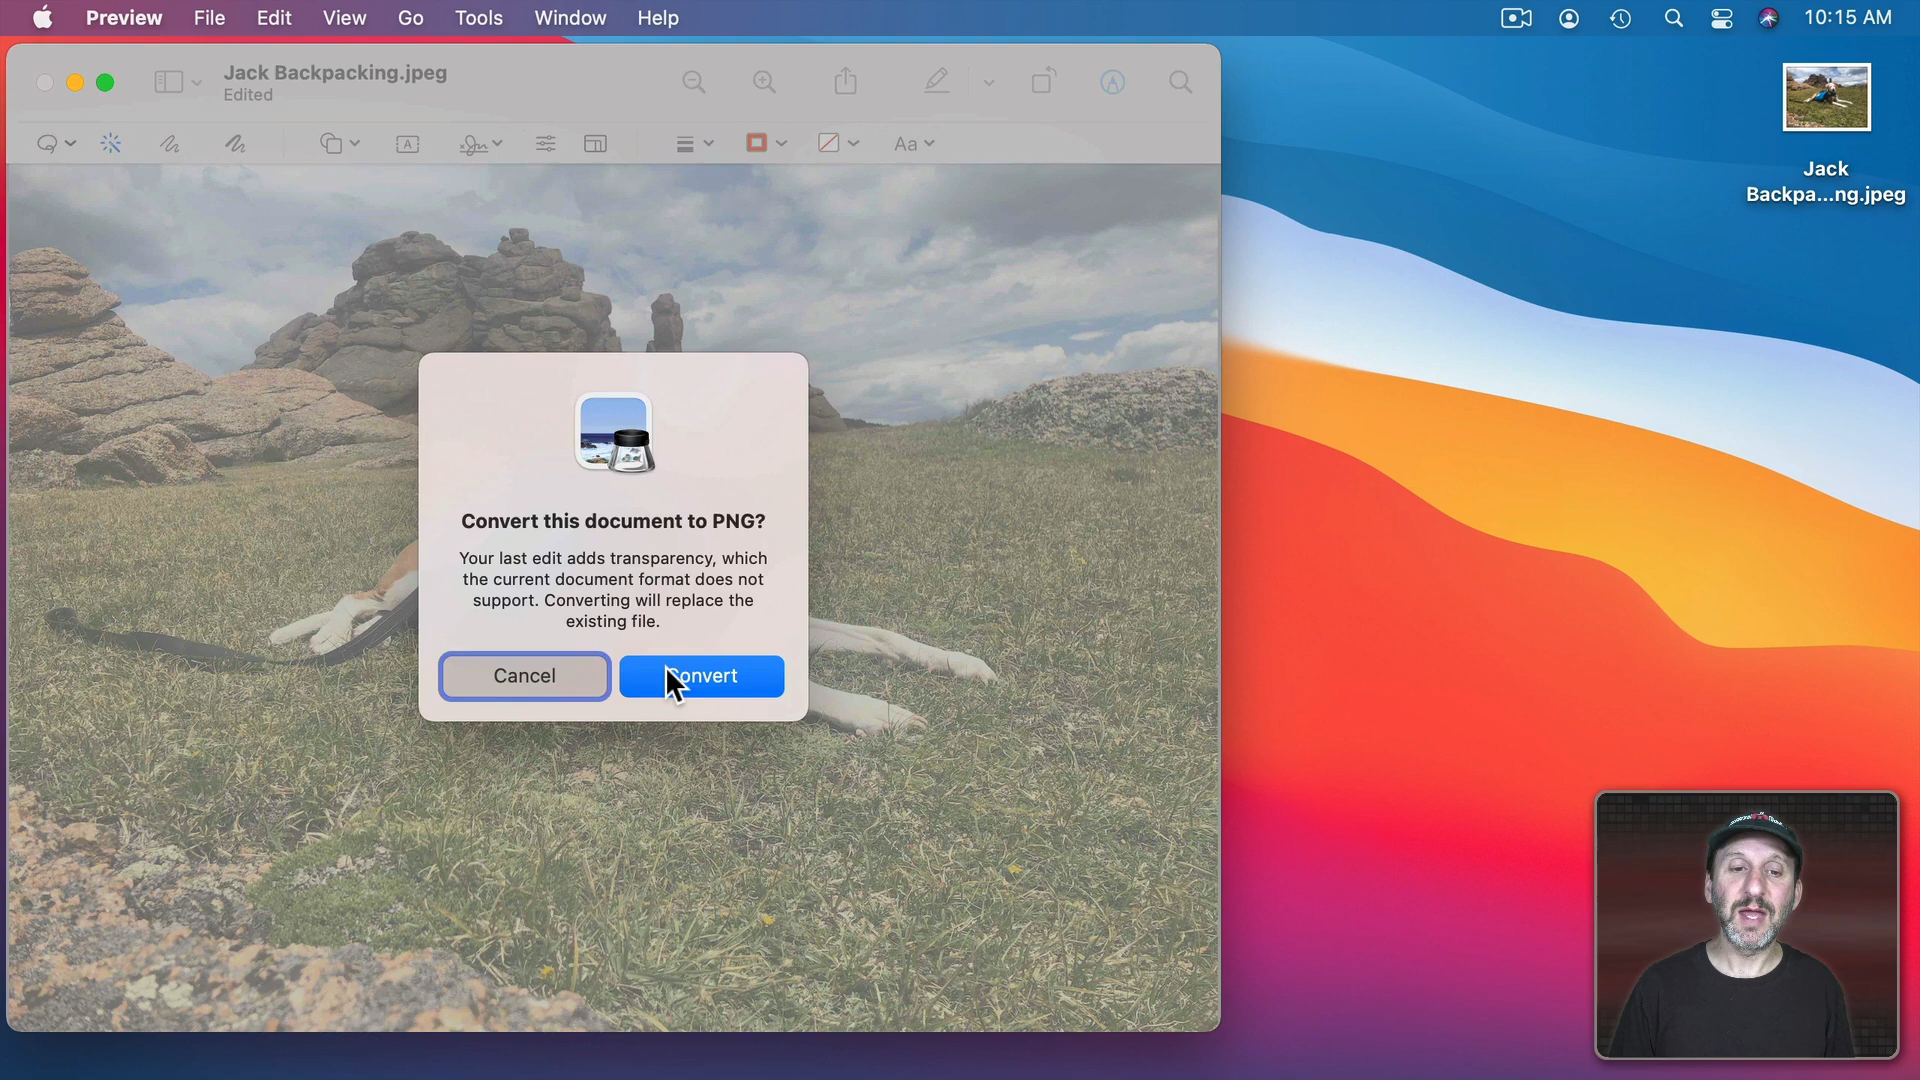 Preview File Edit View Go Tools Window Help 10:15 AM
Jack Backpacking.jpeg
Edited
A Aa
Jack
Backpa...ng.jpeg
Convert this document to PNG?
Your last edit adds transparency, which
the current document format does not
support. Converting will replace the
existing file.
Cancel Convert